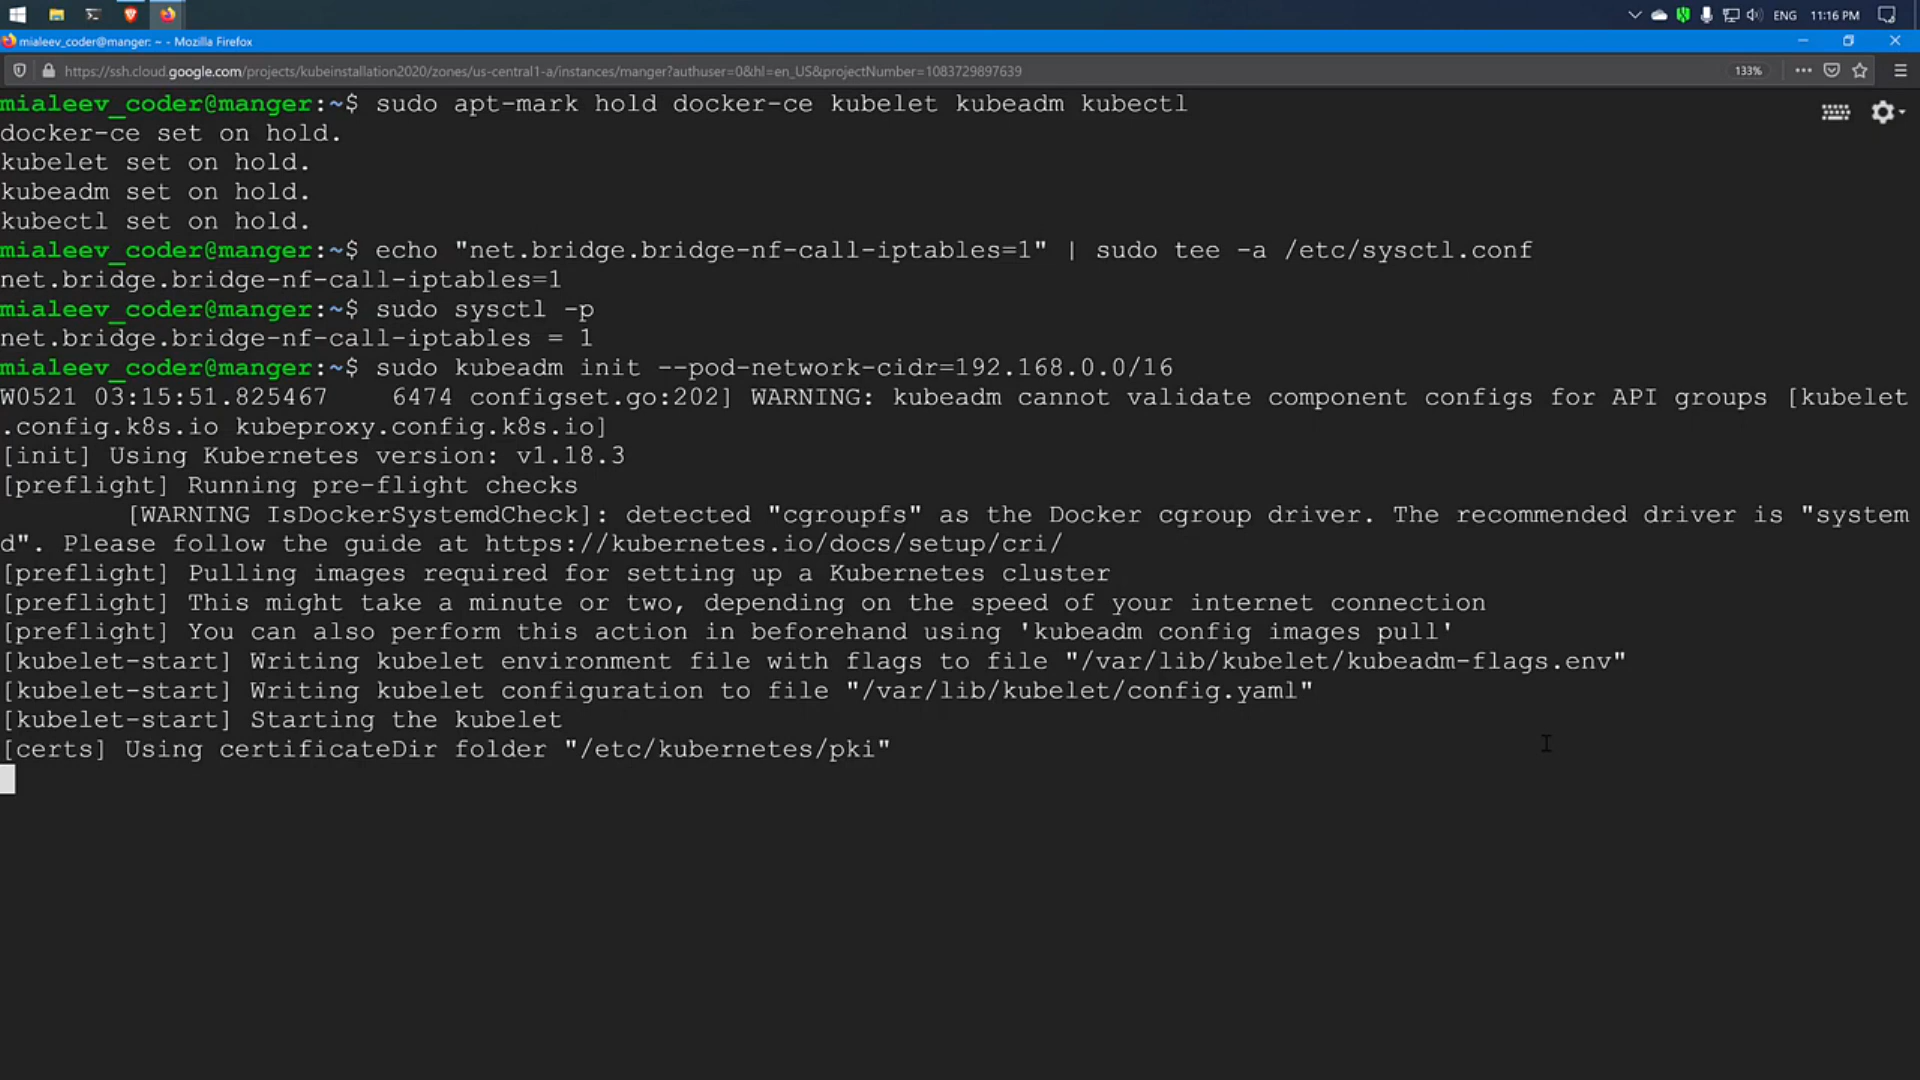 ENG 11:16 PM
mialeev_coder@manger: ~ - Mozilla Firefox
https://ssh.cloud.google.com/projects/kubeinstallation2020/zones/us-central1-a/instances/manger?authuser=0&hl=en_US&projectNumber=1083729897639 133%
mialeev_coder@manger:~$ sudo apt-mark hold docker-ce kubelet kubeadm kubectl
docker-ce set on hold.
kubelet set on hold.
kubeadm set on hold.
kubectl set on hold.
mialeev_coder@manger:~$ echo "net.bridge.bridge-nf-call-iptables=1" | sudo tee -a /etc/sysctl.conf
net.bridge.bridge-nf-call-iptables=1
mialeev_coder@manger:~$ sudo sysctl -p
net.bridge.bridge-nf-call-iptables = 1
mialeev_coder@manger:~$ sudo kubeadm init --pod-network-cidr=192.168.0.0/16
W0521 03:15:51.825467    6474 configset.go:202] WARNING: kubeadm cannot validate component configs for API groups [kubelet
.config.k8s.io kubeproxy.config.k8s.io]
[init] Using Kubernetes version: v1.18.3
[preflight] Running pre-flight checks
        [WARNING IsDockerSystemdCheck]: detected "cgroupfs" as the Docker cgroup driver. The recommended driver is "system
d". Please follow the guide at https://kubernetes.io/docs/setup/cri/
[preflight] Pulling images required for setting up a Kubernetes cluster
[preflight] This might take a minute or two, depending on the speed of your internet connection
[preflight] You can also perform this action in beforehand using 'kubeadm config images pull'
[kubelet-start] Writing kubelet environment file with flags to file "/var/lib/kubelet/kubeadm-flags.env"
[kubelet-start] Writing kubelet configuration to file "/var/lib/kubelet/config.yaml"
[kubelet-start] Starting the kubelet
[certs] Using certificateDir folder "/etc/kubernetes/pki"